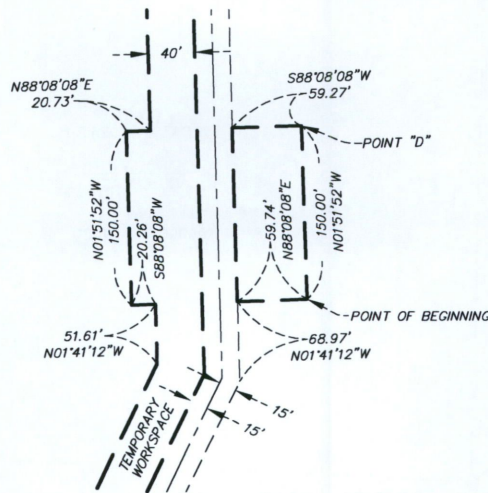 40'
N88°08'08"E
20.73'
S88°08'08"W
59.27'
POINT "D"
N01°51'52"W
150.00'
20.26'
S88°08'08"W
59.74'
N88°08'08"E
150.00'
N01°51'52"W
POINT OF BEGINNING
51.61'
N01°41'12"W
68.97'
N01°41'12"W
TEMPORARY
WORKSPACE
15'
15'